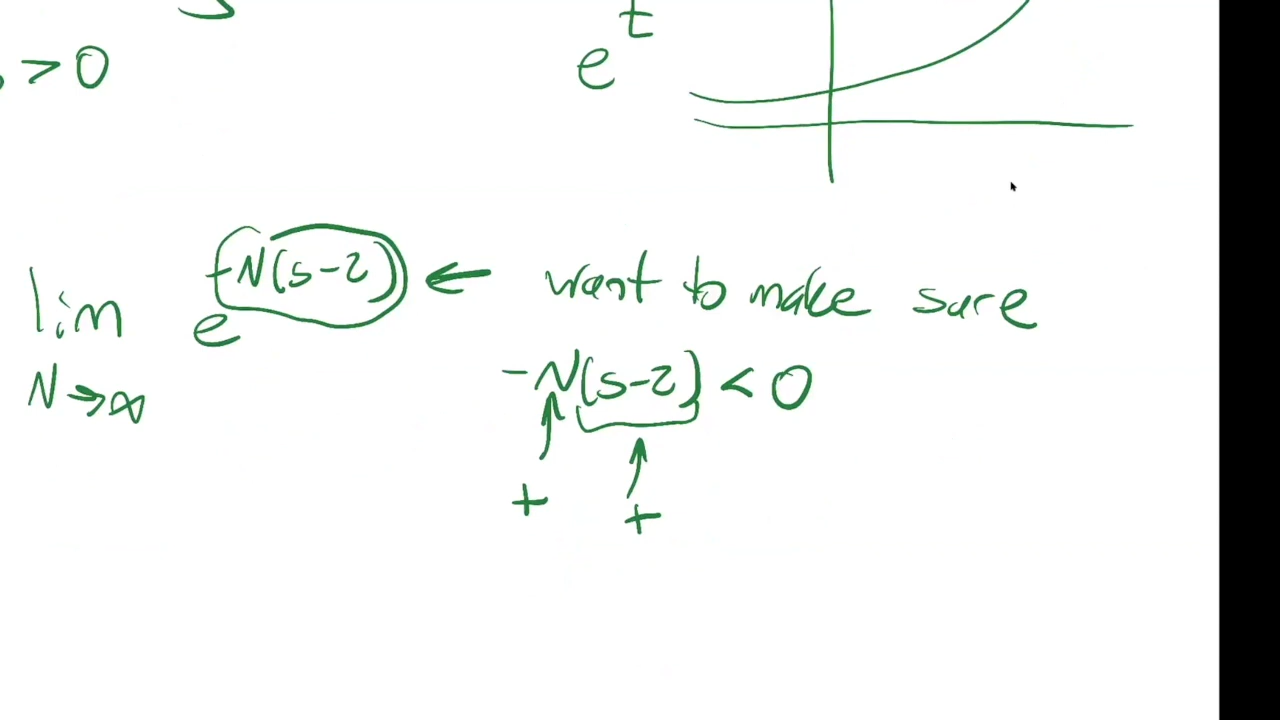 > 0
e^t
lim e^{-N(s-2)} ← want to make sure
N→∞
-N(s-2) < 0
+ +